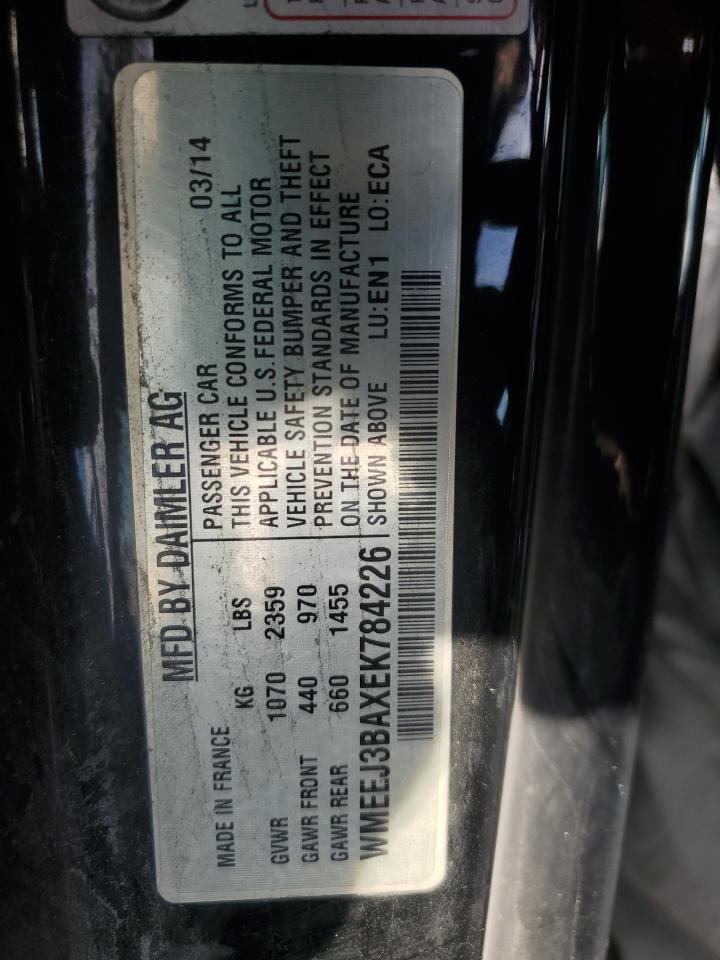 MFD BY DAIMLER AG 03/14
MADE IN FRANCE
KG LBS
GVWR 1070 2359
GAWR FRONT 440 970
GAWR REAR 660 1455
PASSENGER CAR
THIS VEHICLE CONFORMS TO ALL
APPLICABLE U.S. FEDERAL MOTOR
VEHICLE SAFETY BUMPER AND THEFT
PREVENTION STANDARDS IN EFFECT
ON THE DATE OF MANUFACTURE
SHOWN ABOVE LU:EN1 LO:ECA
WMEEJ3BAXEK784226